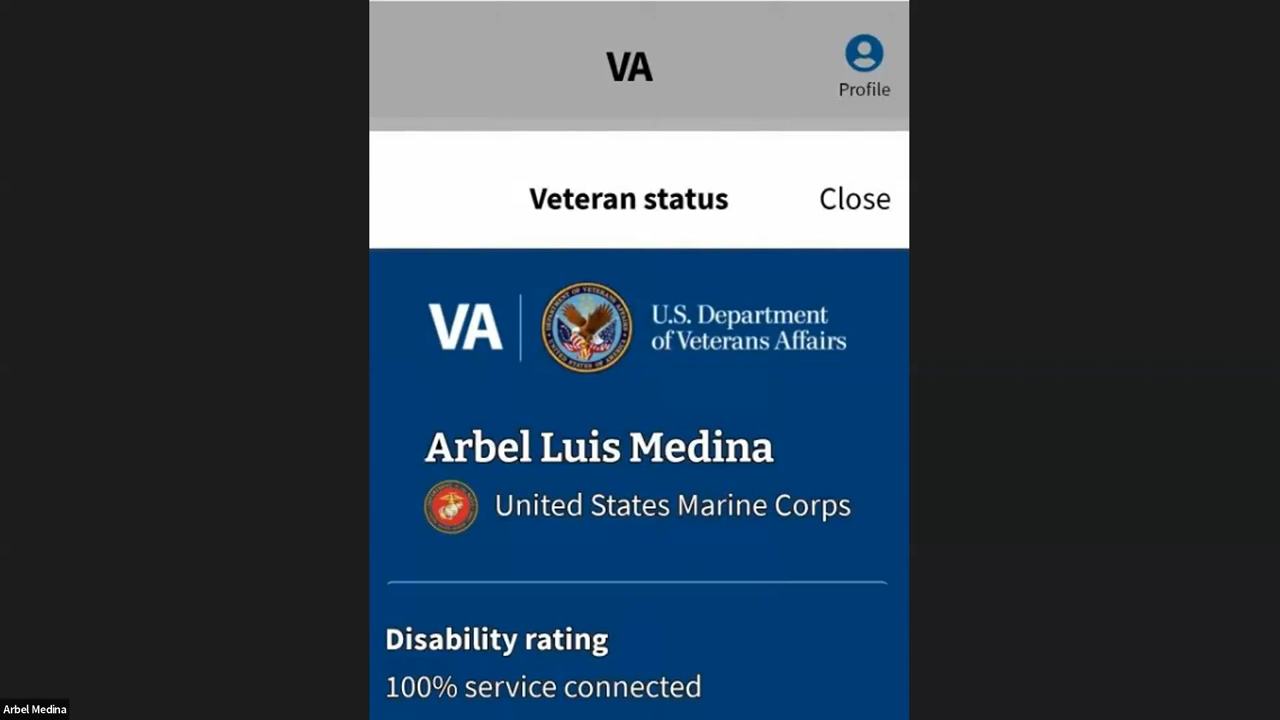 VA
Profile
Veteran status
Close
VA
U.S. Department
of Veterans Affairs
Arbel Luis Medina
United States Marine Corps
Disability rating
100% service connected
Arbel Medina